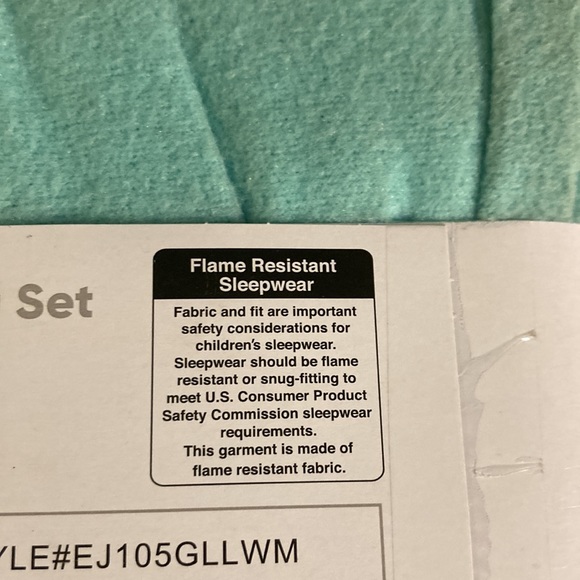 Set
Flame Resistant
Sleepwear
Fabric and fit are important
safety considerations for
children's sleepwear.
Sleepwear should be flame
resistant or snug-fitting to
meet U.S. Consumer Product
Safety Commission sleepwear
requirements.
This garment is made of
flame resistant fabric.
YLE#EJ105GLLWM